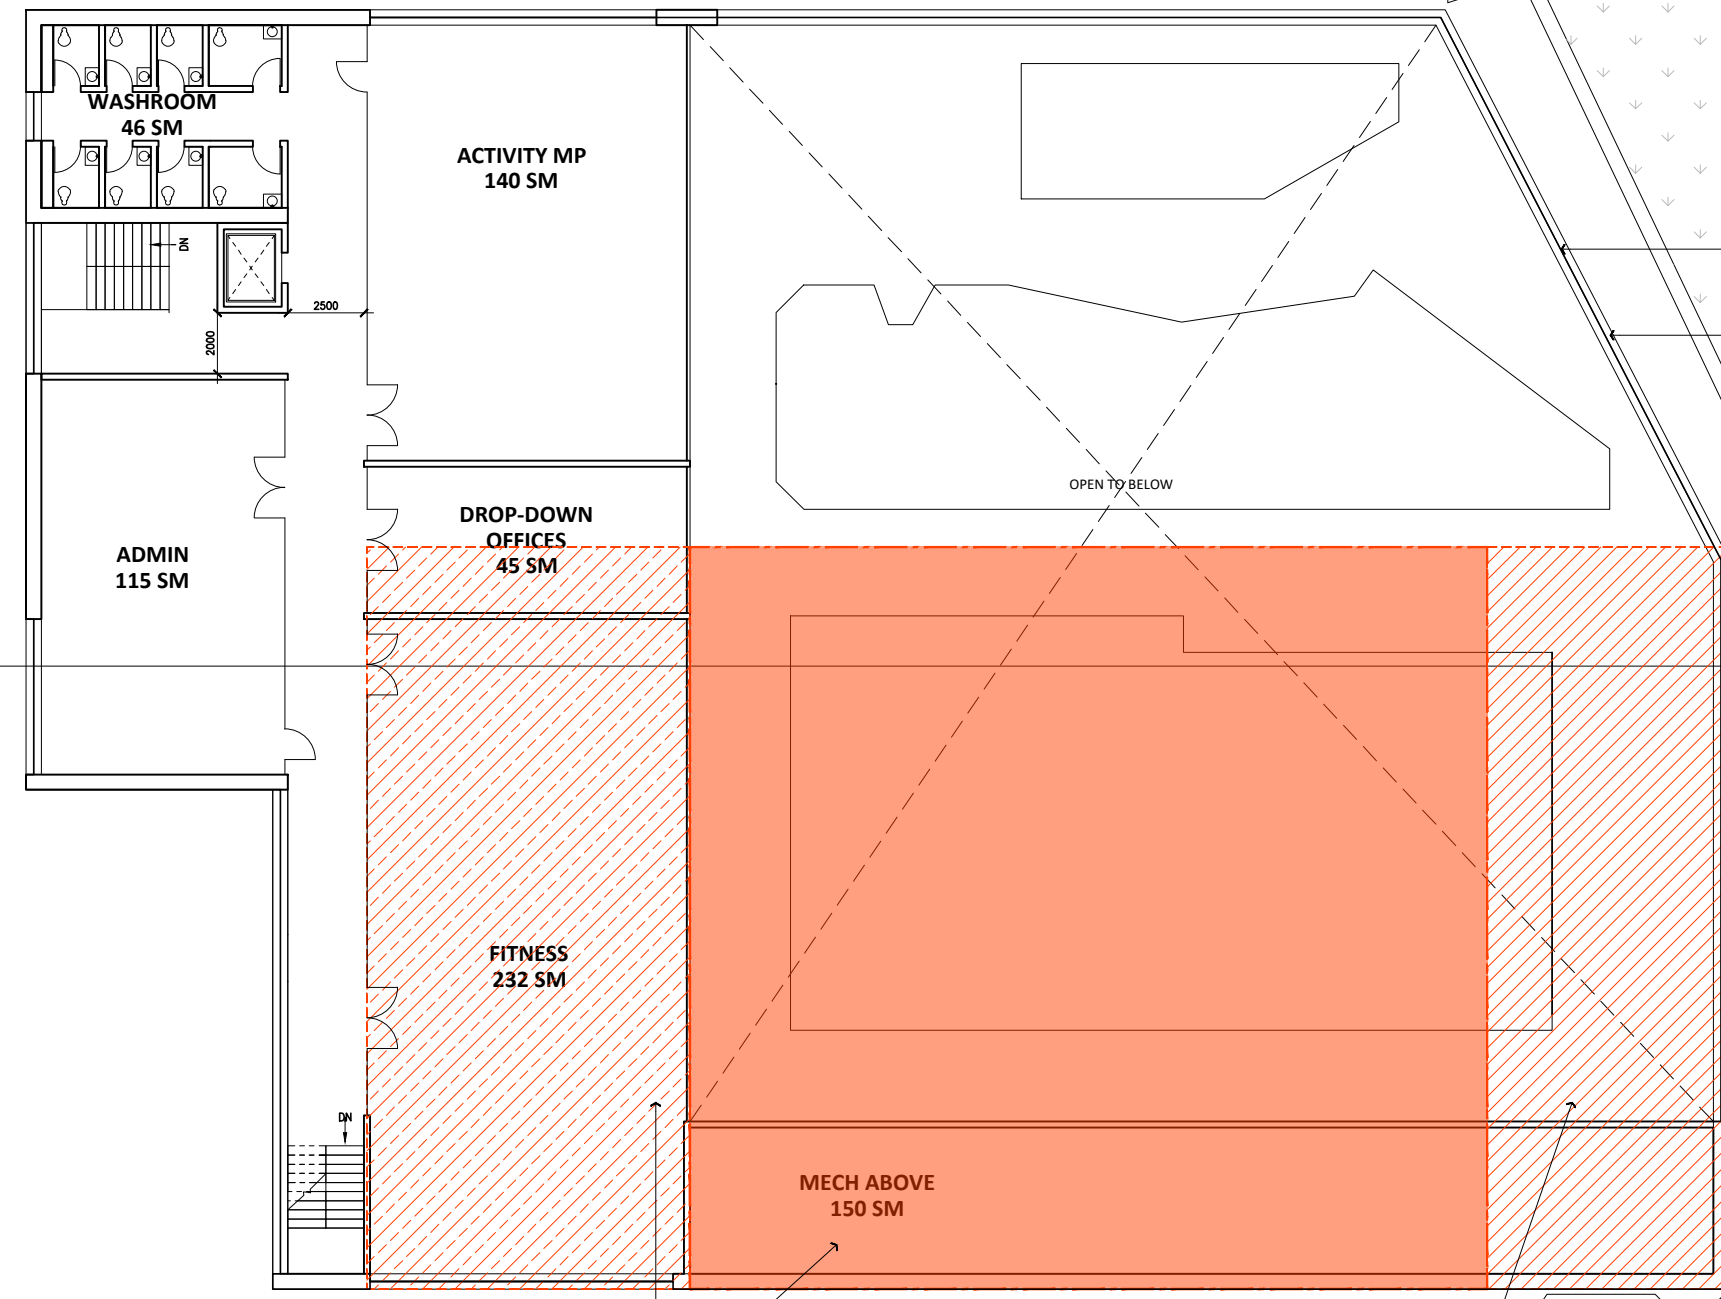 WASHROOM
46 SM
ACTIVITY MP
140 SM
DN
2500
2000
OPEN TO BELOW
DROP-DOWN
OFFICES
45 SM
ADMIN
115 SM
FITNESS
232 SM
DN
MECH ABOVE
150 SM